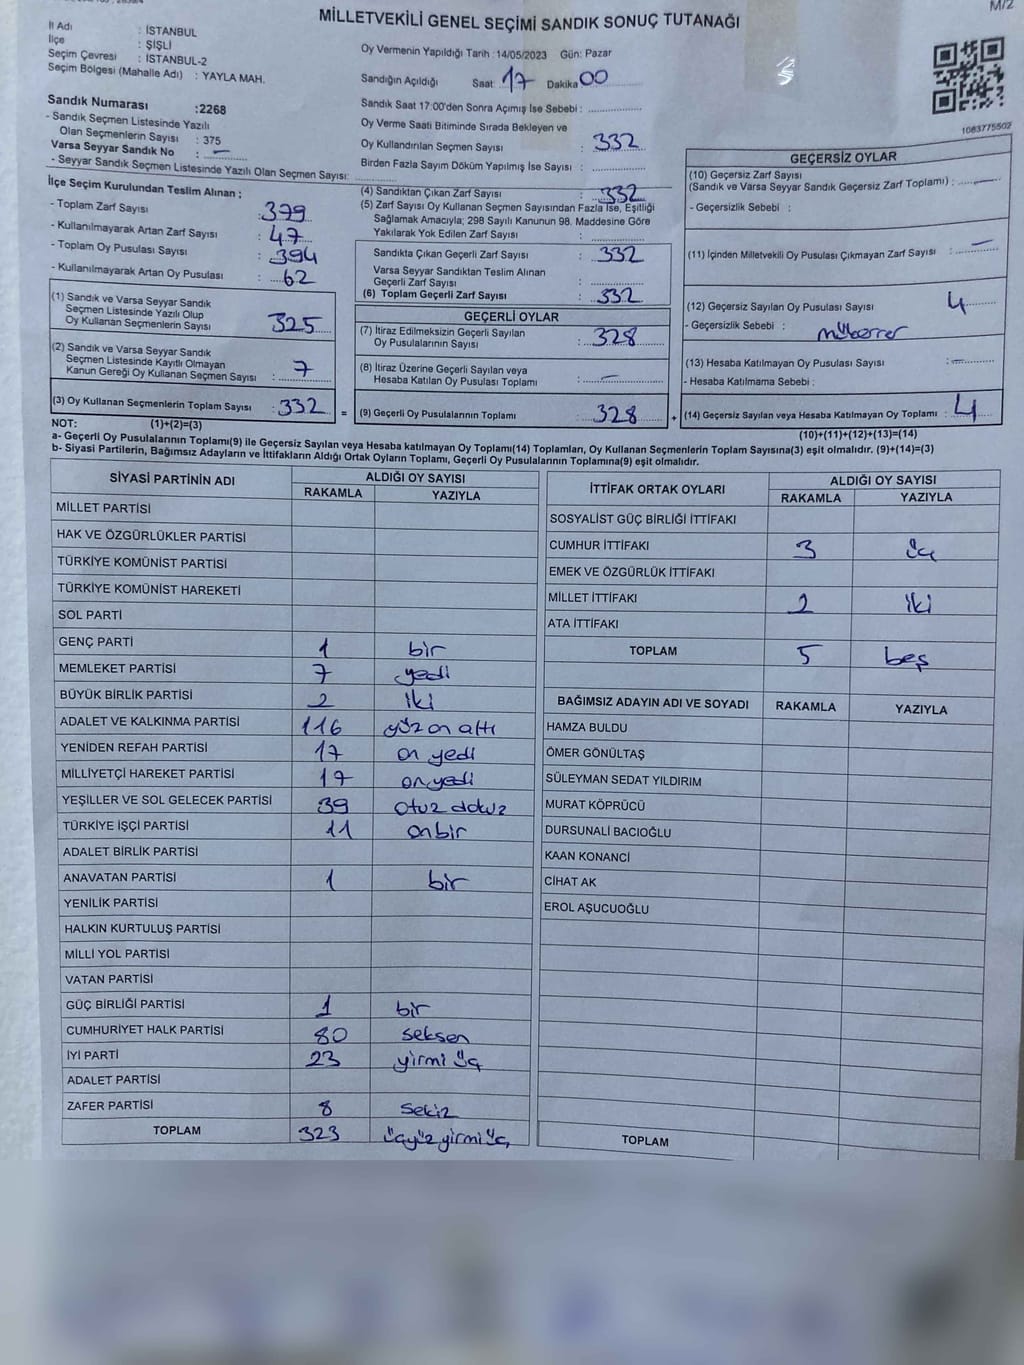 M/2
MİLLETVEKİLİ GENEL SEÇİMİ SANDIK SONUÇ TUTANAĞI
İl Adı : İSTANBUL
İlçe : ŞİŞLİ
Seçim Çevresi : İSTANBUL-2
Seçim Bölgesi (Mahalle Adı) : YAYLA MAH.
Sandık Numarası :2268
- Sandık Seçmen Listesinde Yazılı
Olan Seçmenlerin Sayısı : 375
Varsa Seyyar Sandık No : –
- Seyyar Sandık Seçmen Listesinde Yazılı Olan Seçmen Sayısı:
İlçe Seçim Kurulundan Teslim Alınan ;
- Toplam Zarf Sayısı : 379
- Kullanılmayarak Artan Zarf Sayısı : 47
- Toplam Oy Pusulası Sayısı : 394
- Kullanılmayarak Artan Oy Pusulası : 62
(1) Sandık ve Varsa Seyyar Sandık
Seçmen Listesinde Yazılı Olup
Oy Kullanan Seçmenlerin Sayısı 325
(2) Sandık ve Varsa Seyyar Sandık
Seçmen Listesinde Kayıtlı Olmayan
Kanun Gereği Oy Kullanan Seçmen Sayısı : 7
(3) Oy Kullanan Seçmenlerin Toplam Sayısı : 332
Oy Vermenin Yapıldığı Tarih : 14/05/2023 Gün: Pazar
Sandığın Açıldığı Saat 17 Dakika 00
Sandık Saat 17:00'den Sonra Açımış İse Sebebi :
Oy Verme Saati Bitiminde Sırada Bekleyen ve
Oy Kullandırılan Seçmen Sayısı : 332
Birden Fazla Sayım Döküm Yapılmış İse Sayısı :
(4) Sandıktan Çıkan Zarf Sayısı : 332
(5) Zarf Sayısı Oy Kullanan Seçmen Sayısından Fazla İse, Eşitliği
Sağlamak Amacıyla; 298 Sayılı Kanunun 98. Maddesine Göre
Yakılarak Yok Edilen Zarf Sayısı :
Sandıkta Çıkan Geçerli Zarf Sayısı : 332
Varsa Seyyar Sandıktan Teslim Alınan
Geçerli Zarf Sayısı :
(6) Toplam Geçerli Zarf Sayısı : 332
GEÇERLİ OYLAR
(7) İtiraz Edilmeksizin Geçerli Sayılan
Oy Pusulalarının Sayısı : 328
(8) İtiraz Üzerine Geçerli Sayılan veya
Hesaba Katılan Oy Pusulası Toplamı : –
= (9) Geçerli Oy Pusulalarının Toplamı : 328 +
1083775502
GEÇERSİZ OYLAR
(10) Geçersiz Zarf Sayısı
(Sandık ve Varsa Seyyar Sandık Geçersiz Zarf Toplamı) : –
- Geçersizlik Sebebi :
(11) İçinden Milletvekili Oy Pusulası Çıkmayan Zarf Sayısı : –
(12) Geçersiz Sayılan Oy Pusulası Sayısı : 4
- Geçersizlik Sebebi : mükerrer
(13) Hesaba Katılmayan Oy Pusulası Sayısı : –
- Hesaba Katılmama Sebebi :
(14) Geçersiz Sayılan veya Hesaba Katılmayan Oy Toplamı : 4
NOT: (1)+(2)=(3) (10)+(11)+(12)+(13)=(14)
a- Geçerli Oy Pusulalarının Toplamı(9) ile Geçersiz Sayılan veya Hesaba katılmayan Oy Toplamı(14) Toplamları, Oy Kullanan Seçmenlerin Toplam Sayısına(3) eşit olmalıdır. (9)+(14)=(3)
b- Siyasi Partilerin, Bağımsız Adayların ve İttifakların Aldığı Ortak Oyların Toplamı, Geçerli Oy Pusulalarının Toplamına(9) eşit olmalıdır.
SİYASİ PARTİNİN ADI ALDIĞI OY SAYISI
RAKAMLA YAZIYLA
MİLLET PARTİSİ
HAK VE ÖZGÜRLÜKLER PARTİSİ
TÜRKİYE KOMÜNİST PARTİSİ
TÜRKİYE KOMÜNİST HAREKETİ
SOL PARTİ
GENÇ PARTİ 1 bir
MEMLEKET PARTİSİ 7 yedi
BÜYÜK BİRLİK PARTİSİ 2 iki
ADALET VE KALKINMA PARTİSİ 116 yüz on altı
YENİDEN REFAH PARTİSİ 17 on yedi
MİLLİYETÇİ HAREKET PARTİSİ 17 on yedi
YEŞİLLER VE SOL GELECEK PARTİSİ 39 otuz dokuz
TÜRKİYE İŞÇİ PARTİSİ 11 onbir
ADALET BİRLİK PARTİSİ
ANAVATAN PARTİSİ 1 bir
YENİLİK PARTİSİ
HALKIN KURTULUŞ PARTİSİ
MİLLİ YOL PARTİSİ
VATAN PARTİSİ
GÜÇ BİRLİĞİ PARTİSİ 1 bir
CUMHURİYET HALK PARTİSİ 80 seksen
İYİ PARTİ 23 yirmi üç
ADALET PARTİSİ
ZAFER PARTİSİ 8 sekiz
TOPLAM 323 üçyüz yirmi üç
İTTİFAK ORTAK OYLARI ALDIĞI OY SAYISI
RAKAMLA YAZIYLA
SOSYALİST GÜÇ BİRLİĞİ İTTİFAKI
CUMHUR İTTİFAKI 3 üç
EMEK VE ÖZGÜRLÜK İTTİFAKI
MİLLET İTTİFAKI 2 iki
ATA İTTİFAKI
TOPLAM 5 beş
BAĞIMSIZ ADAYIN ADI VE SOYADI RAKAMLA YAZIYLA
HAMZA BULDU
ÖMER GÖNÜLTAŞ
SÜLEYMAN SEDAT YILDIRIM
MURAT KÖPRÜCÜ
DURSUNALİ BACIOĞLU
KAAN KONANCİ
CİHAT AK
EROL AŞUCUOĞLU
TOPLAM